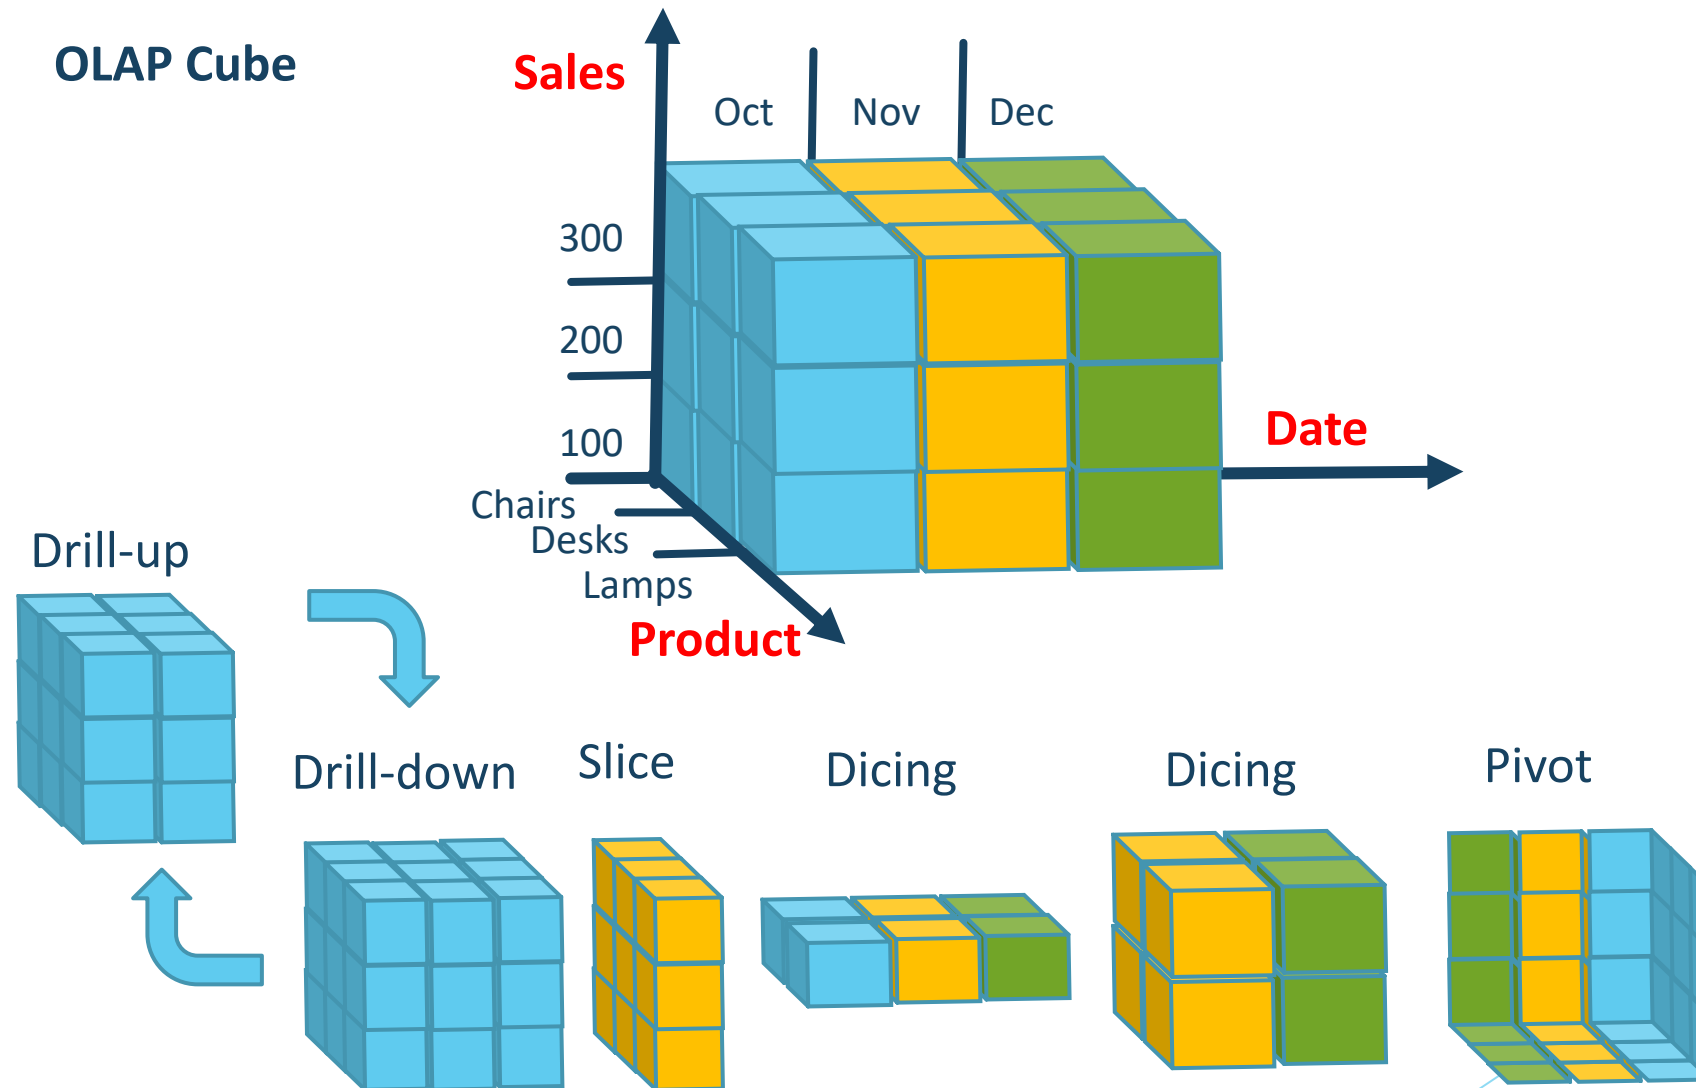 OLAP Cube
Sales
Oct
Nov
Dec
300
200
100
Date
Chairs
Desks
Lamps
Product
Drill-up
Drill-down
Slice
Dicing
Dicing
Pivot